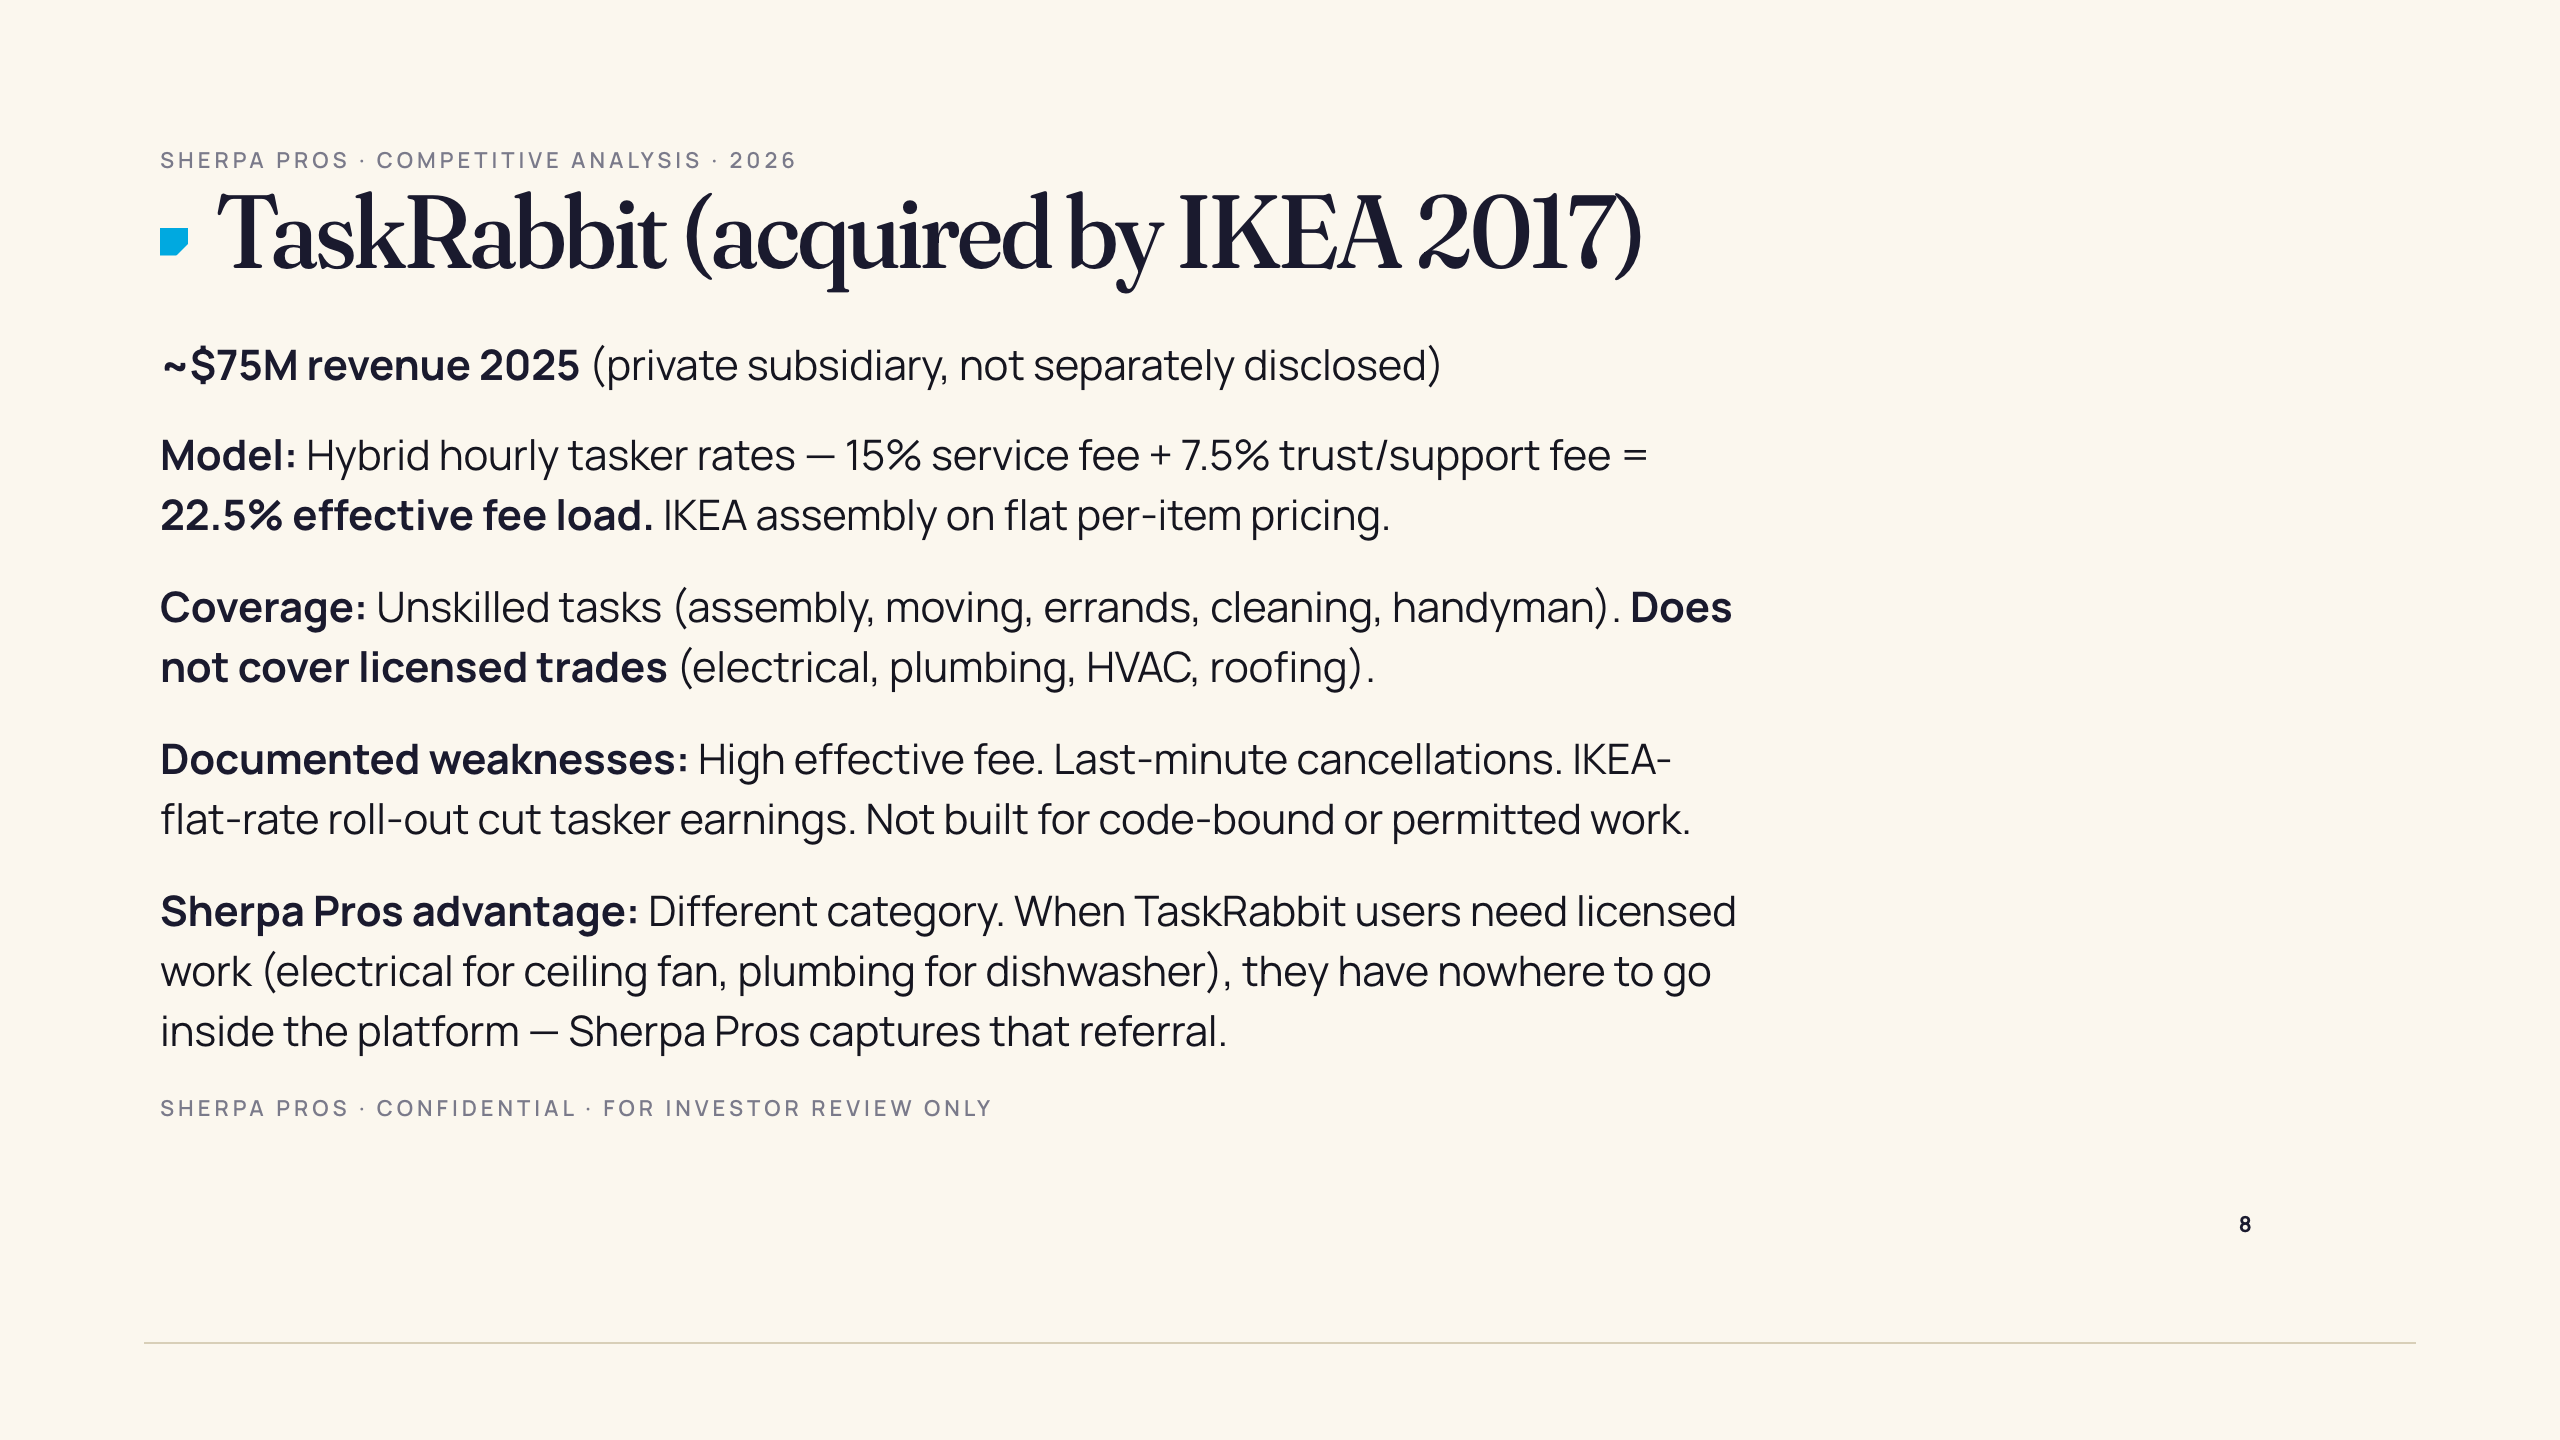 SHERPA PROS · COMPETITIVE ANALYSIS · 2026
TaskRabbit (acquired by IKEA 2017)
~$75M revenue 2025 (private subsidiary, not separately disclosed)
Model: Hybrid hourly tasker rates — 15% service fee + 7.5% trust/support fee =
22.5% effective fee load. IKEA assembly on flat per-item pricing.
Coverage: Unskilled tasks (assembly, moving, errands, cleaning, handyman). Does
not cover licensed trades (electrical, plumbing, HVAC, roofing).
Documented weaknesses: High effective fee. Last-minute cancellations. IKEA-
flat-rate roll-out cut tasker earnings. Not built for code-bound or permitted work.
Sherpa Pros advantage: Different category. When TaskRabbit users need licensed
work (electrical for ceiling fan, plumbing for dishwasher), they have nowhere to go
inside the platform — Sherpa Pros captures that referral.
SHERPA PROS · CONFIDENTIAL · FOR INVESTOR REVIEW ONLY
8